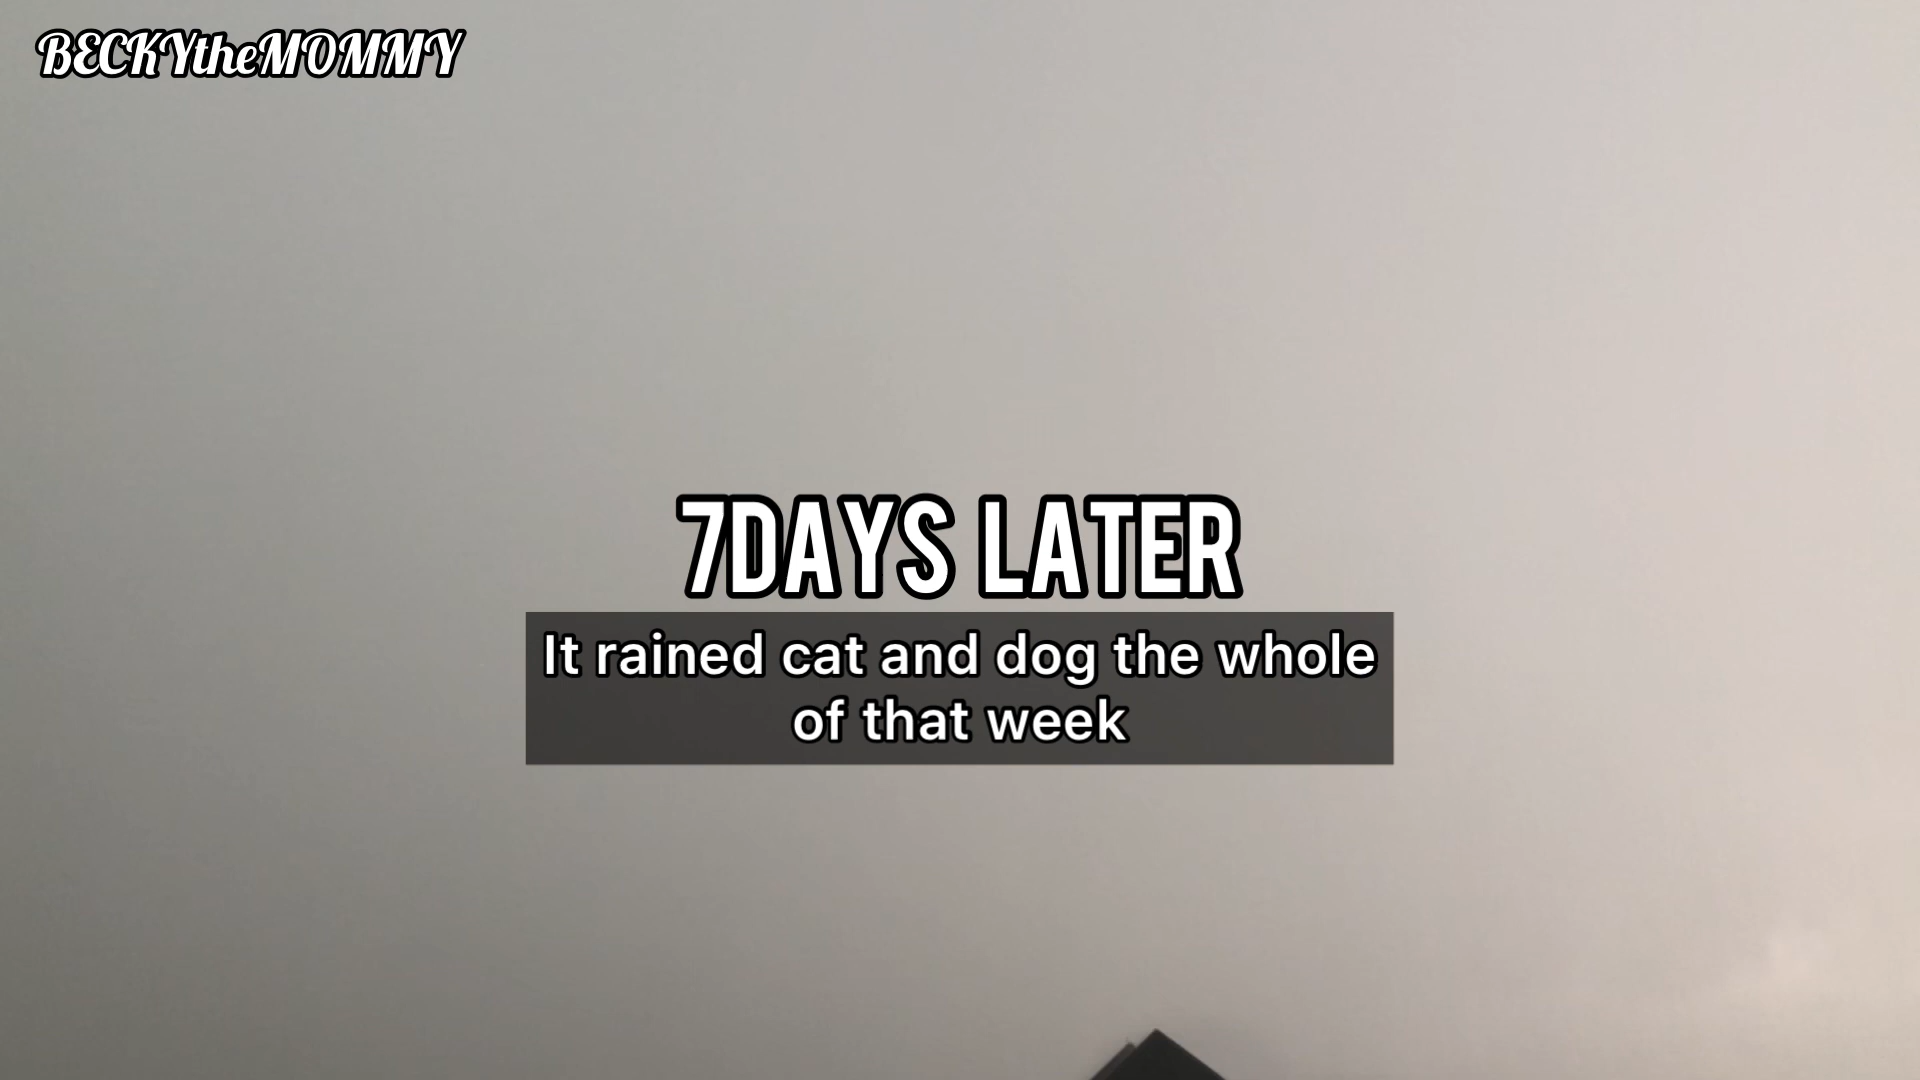 BECKYtheMOMMY
7DAYS LATER
It rained cat and dog the whole
of that week